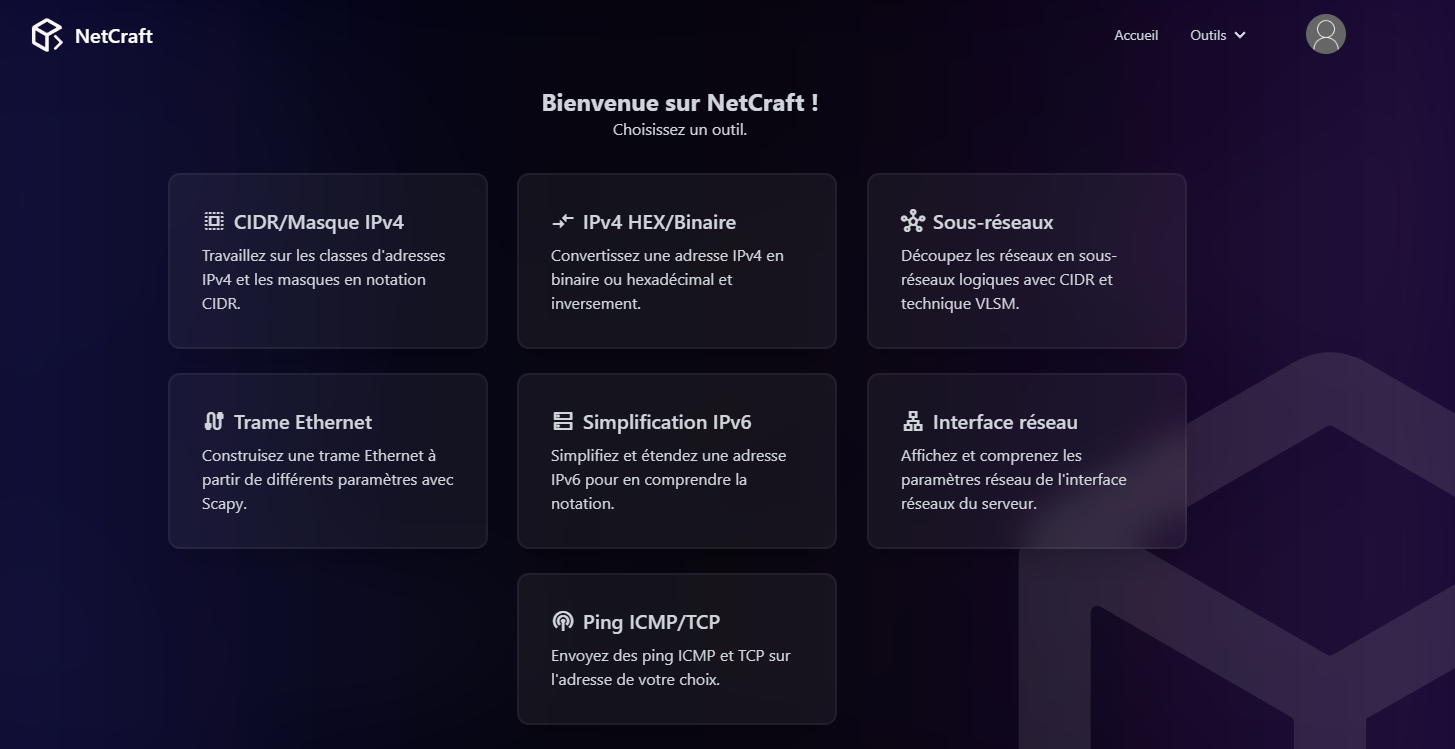 NetCraft
Accueil
Outils
Bienvenue sur NetCraft !
Choisissez un outil.
CIDR/Masque IPv4
Travaillez sur les classes d'adresses
IPv4 et les masques en notation
CIDR.
IPv4 HEX/Binaire
Convertissez une adresse IPv4 en
binaire ou hexadécimal et
inversement.
Sous-réseaux
Découpez les réseaux en sous-
réseaux logiques avec CIDR et
technique VLSM.
Trame Ethernet
Construisez une trame Ethernet à
partir de différents paramètres avec
Scapy.
Simplification IPv6
Simplifiez et étendez une adresse
IPv6 pour en comprendre la
notation.
Interface réseau
Affichez et comprenez les
paramètres réseau de l'interface
réseaux du serveur.
Ping ICMP/TCP
Envoyez des ping ICMP et TCP sur
l'adresse de votre choix.